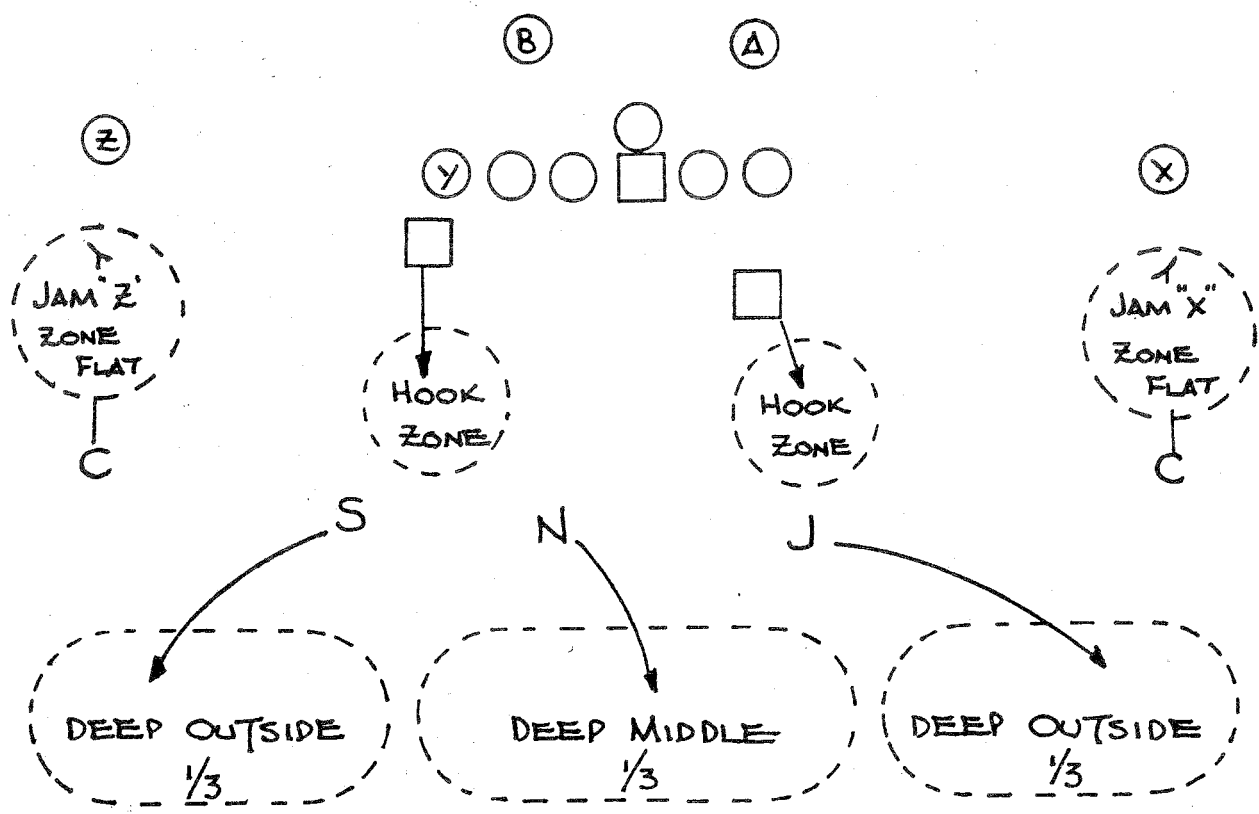 B
A
Z
Y
X
JAM "Z"
ZONE
FLAT
JAM "X"
ZONE
FLAT
HOOK
ZONE
HOOK
ZONE
C
C
S
N
J
DEEP OUTSIDE
1/3
DEEP MIDDLE
1/3
DEEP OUTSIDE
1/3